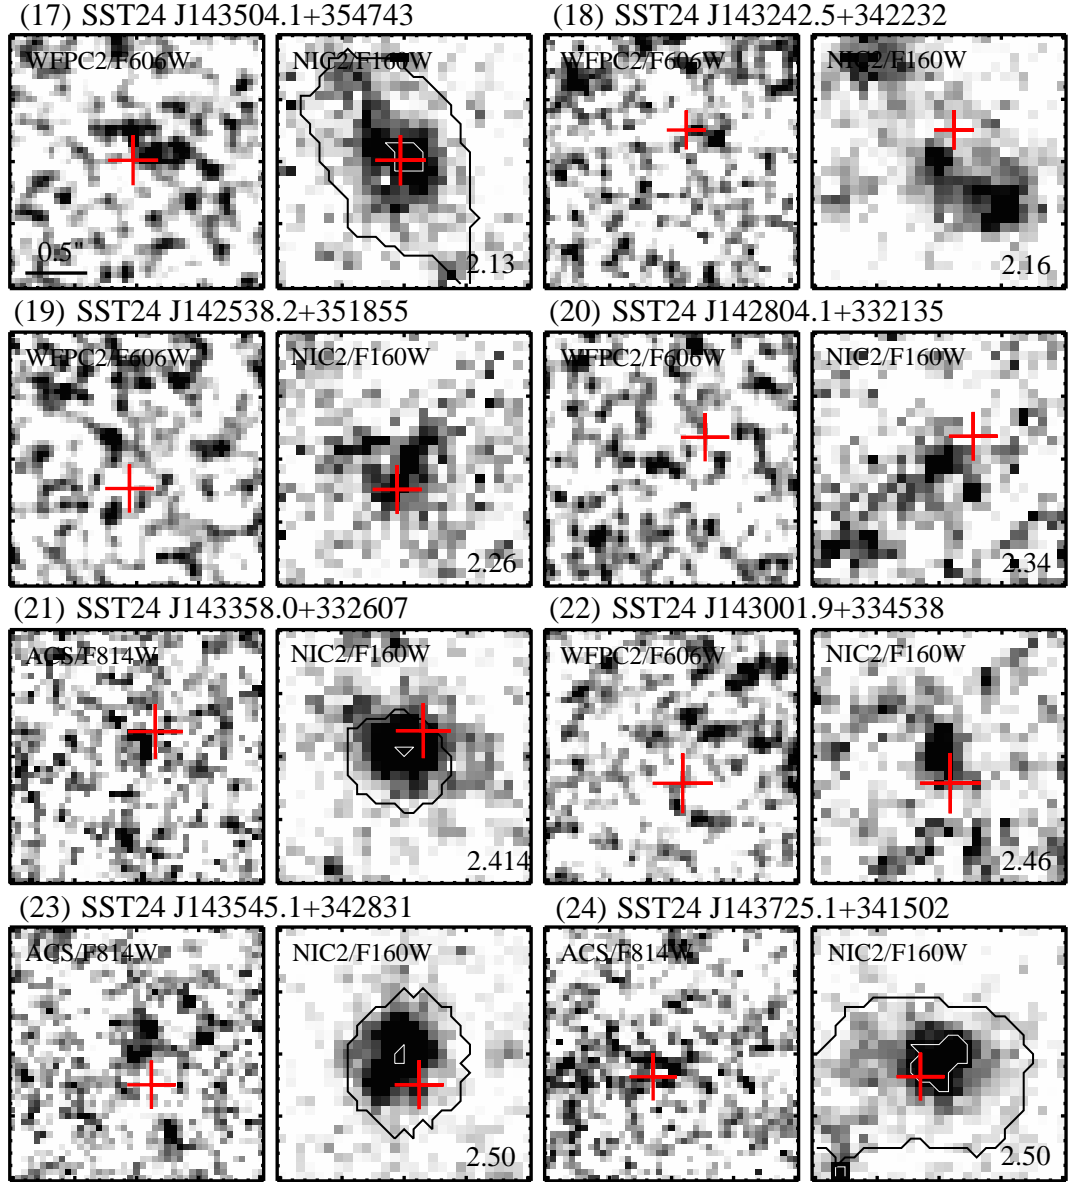 (17) SST24 J143504.1+354743
(18) SST24 J143242.5+342232
WFPC2/F606W
NIC2/F160W
WFPC2/F606W
NIC2/F160W
0.5"
2.13
2.16
(19) SST24 J142538.2+351855
(20) SST24 J142804.1+332135
WFPC2/F606W
NIC2/F160W
WFPC2/F606W
NIC2/F160W
2.26
2.34
(21) SST24 J143358.0+332607
(22) SST24 J143001.9+334538
ACS/F814W
NIC2/F160W
WFPC2/F606W
NIC2/F160W
2.414
2.46
(23) SST24 J143545.1+342831
(24) SST24 J143725.1+341502
ACS/F814W
NIC2/F160W
ACS/F814W
NIC2/F160W
2.50
2.50